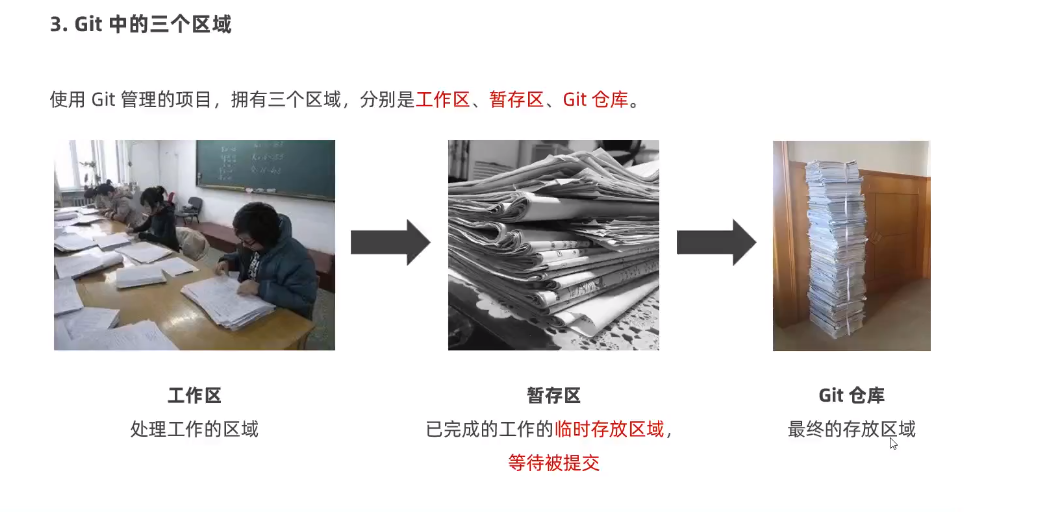 3. Git 中的三个区域
使用 Git 管理的项目，拥有三个区域，分别是工作区、暂存区、Git 仓库。
工作区
处理工作的区域
暂存区
已完成的工作的临时存放区域，
等待被提交
Git 仓库
最终的存放区域